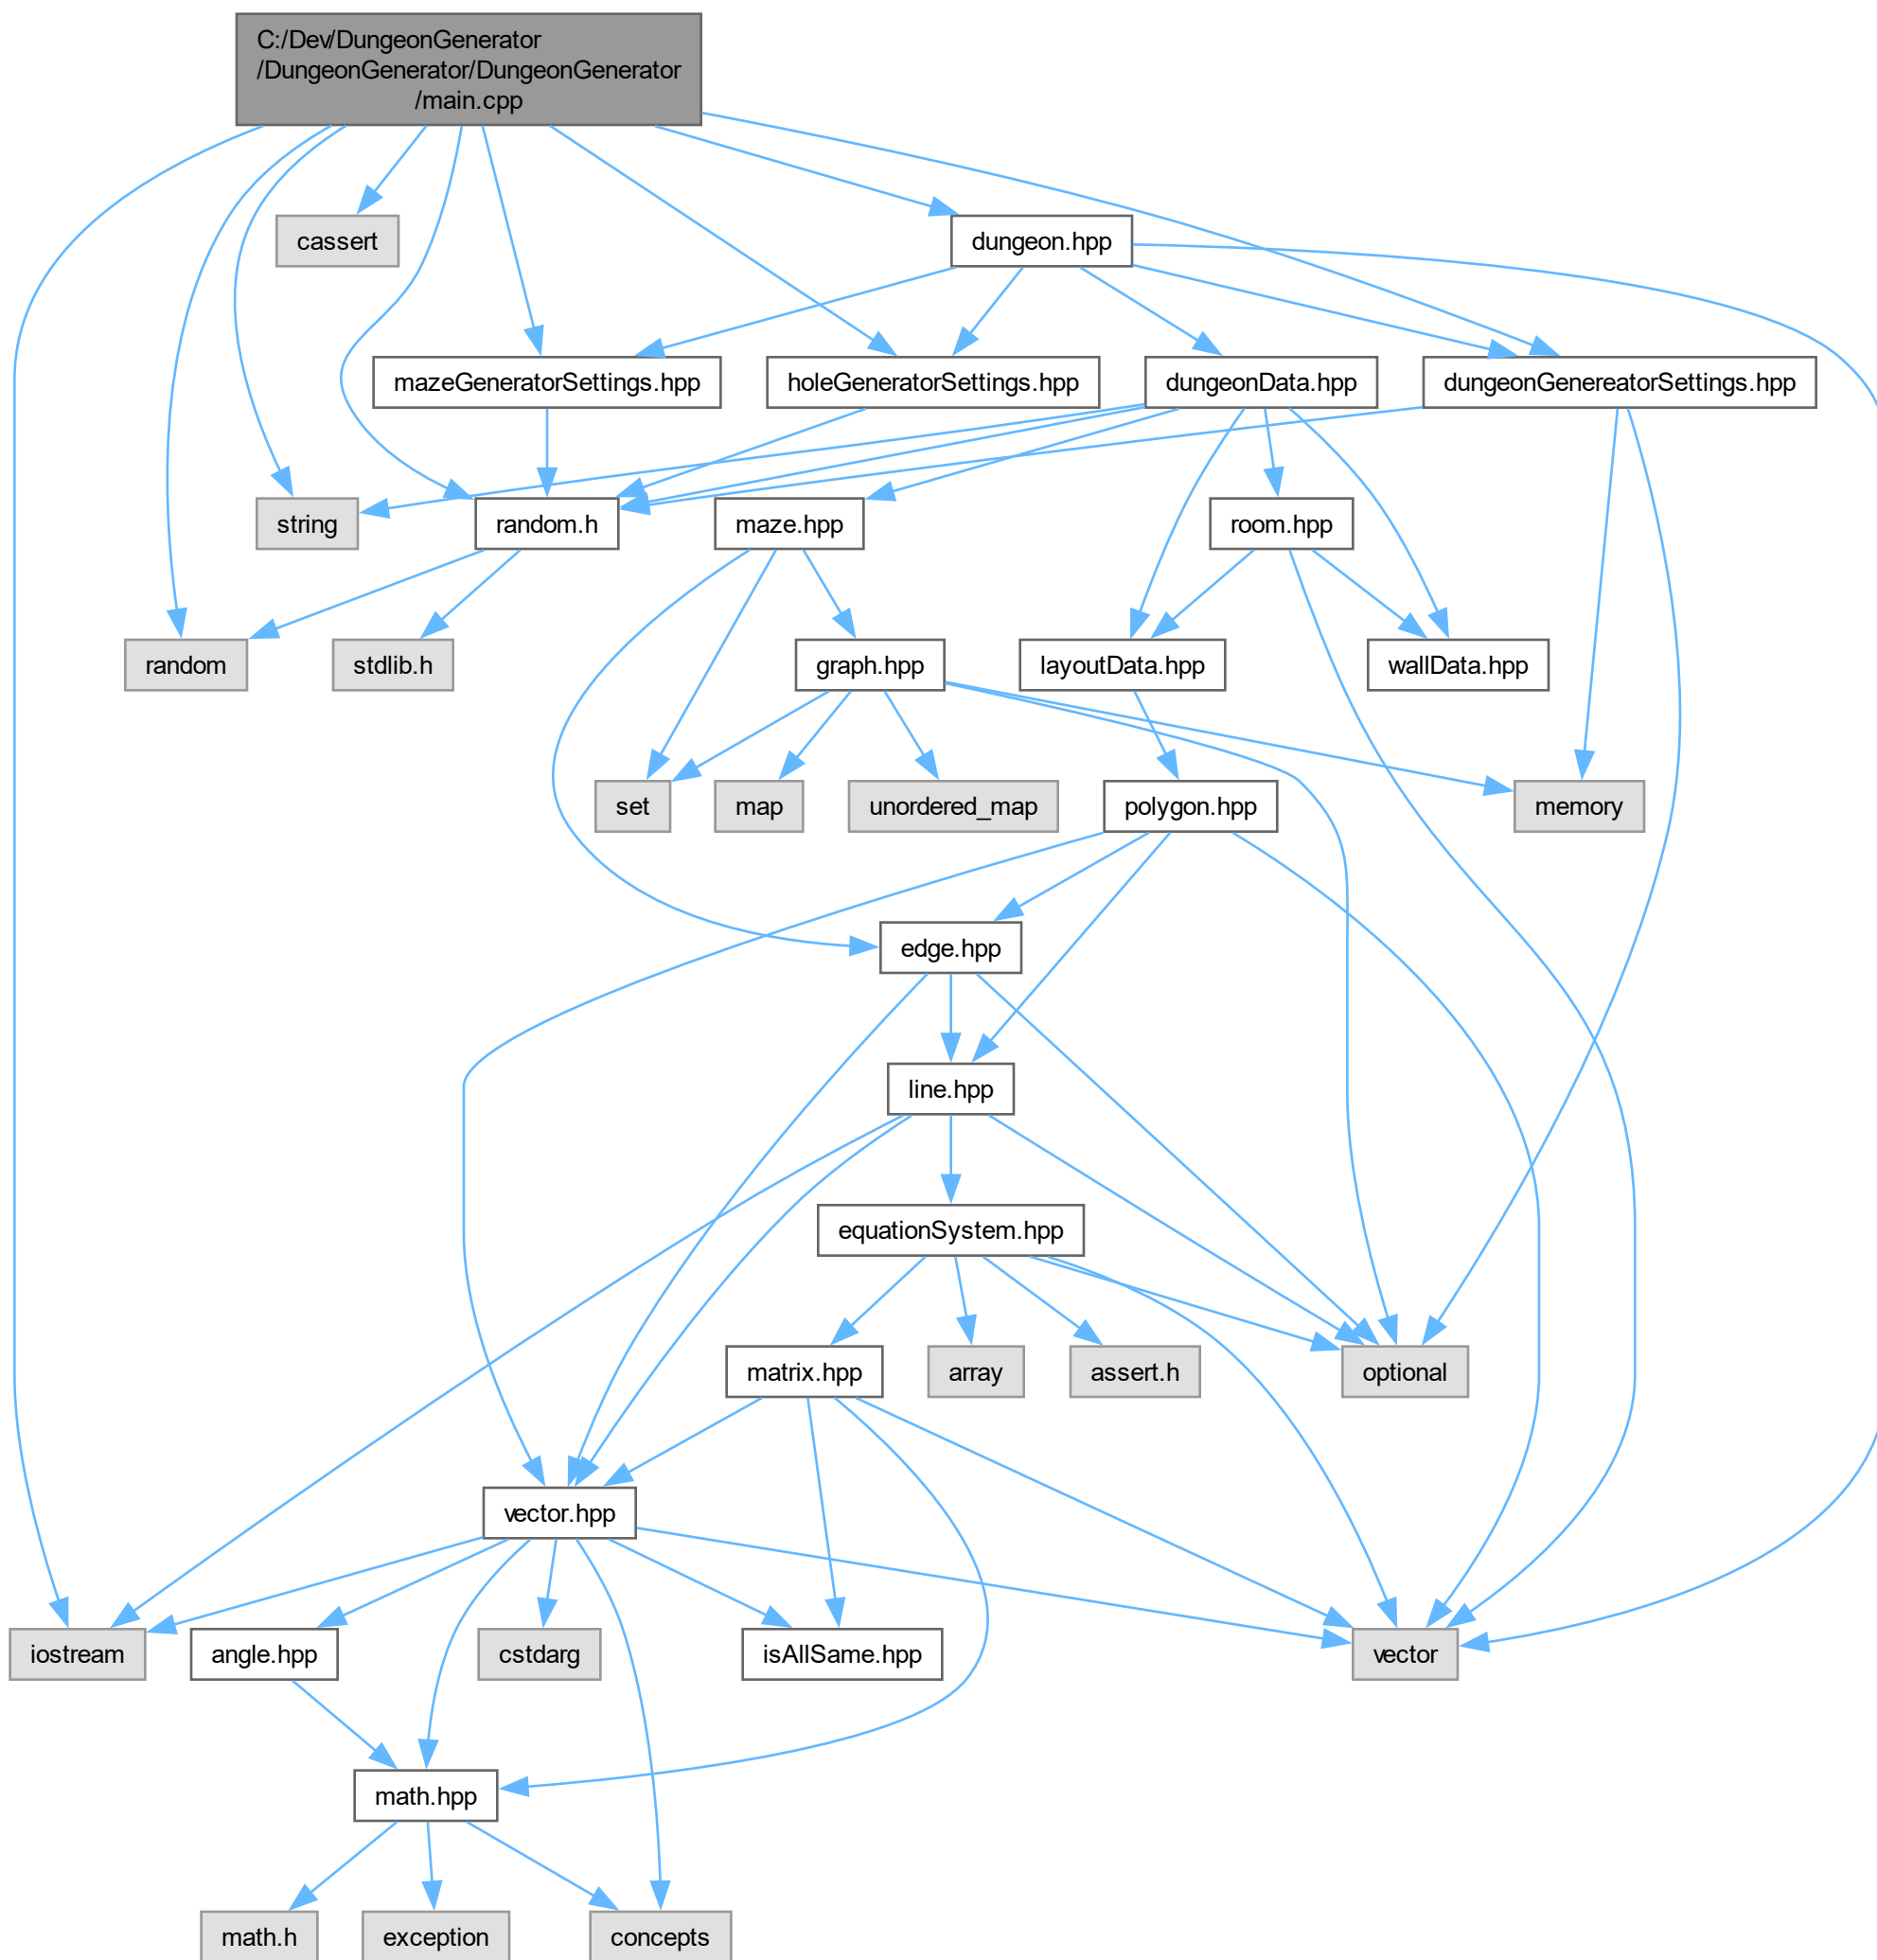 C:/Dev/DungeonGenerator
/DungeonGenerator/DungeonGenerator
/main.cpp
cassert
dungeon.hpp
mazeGeneratorSettings.hpp
holeGeneratorSettings.hpp
dungeonData.hpp
dungeonGenereatorSettings.hpp
string
random.h
maze.hpp
room.hpp
random
stdlib.h
graph.hpp
layoutData.hpp
wallData.hpp
set
map
unordered_map
polygon.hpp
memory
edge.hpp
line.hpp
equationSystem.hpp
matrix.hpp
array
assert.h
optional
vector.hpp
iostream
angle.hpp
cstdarg
isAllSame.hpp
vector
math.hpp
math.h
exception
concepts